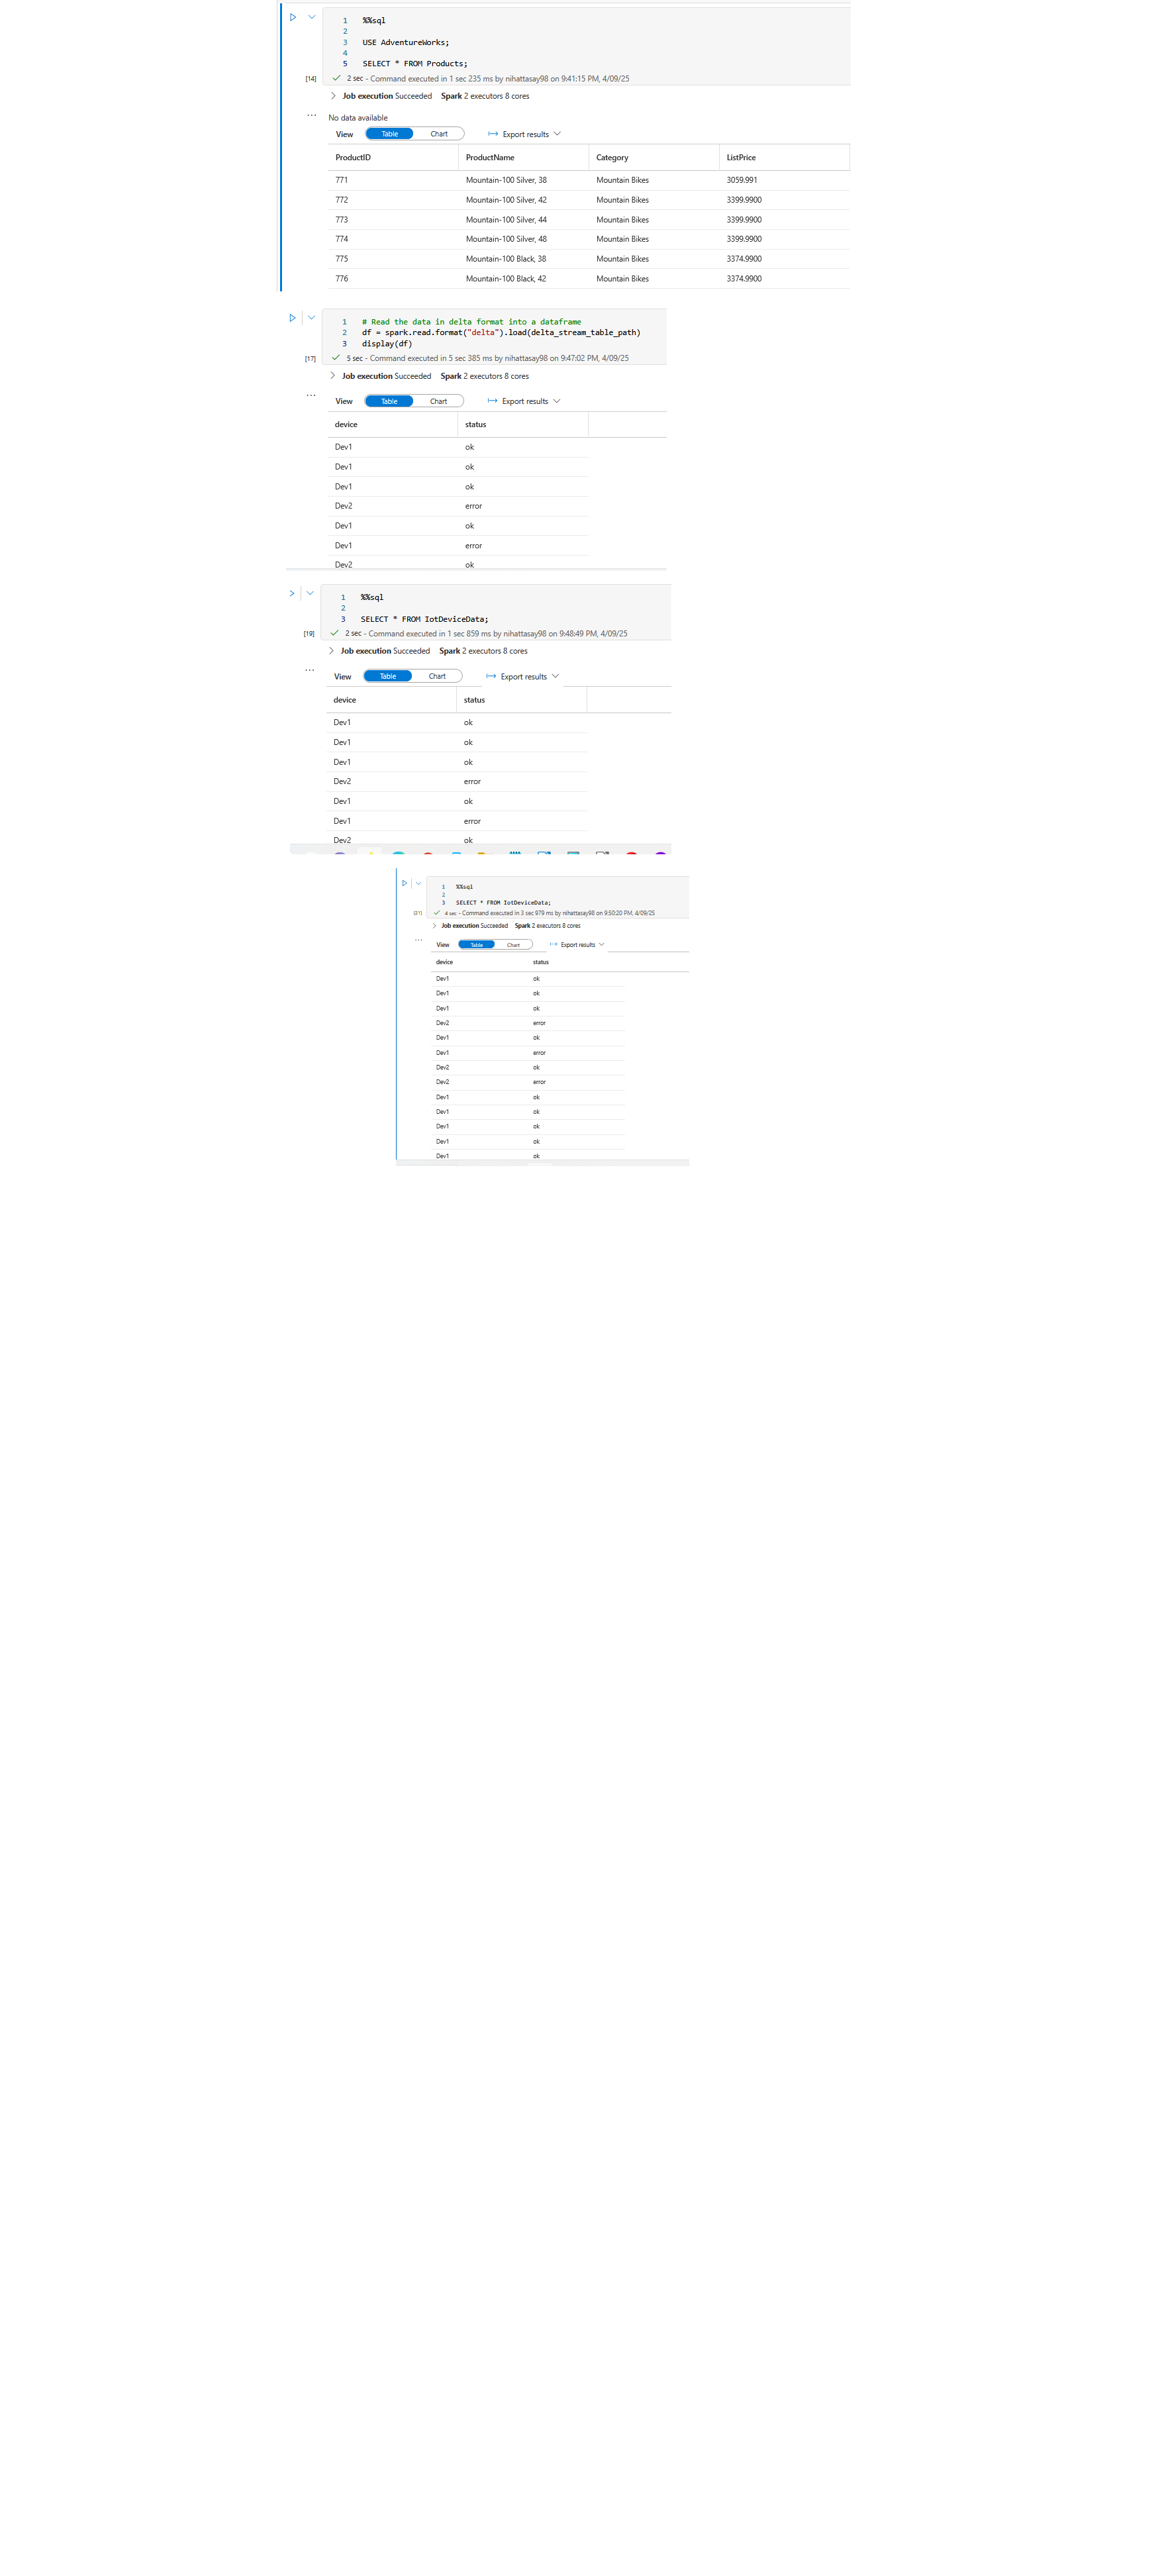 1 %%sql
2
3 USE AdventureWorks;
4
5 SELECT * FROM Products;
[14] 2 sec - Command executed in 1 sec 235 ms by nihattasay98 on 9:41:15 PM, 4/09/25
Job execution Succeeded Spark 2 executors 8 cores
No data available
View Table Chart Export results
ProductID ProductName Category ListPrice
771 Mountain-100 Silver, 38 Mountain Bikes 3059.991
772 Mountain-100 Silver, 42 Mountain Bikes 3399.9900
773 Mountain-100 Silver, 44 Mountain Bikes 3399.9900
774 Mountain-100 Silver, 48 Mountain Bikes 3399.9900
775 Mountain-100 Black, 38 Mountain Bikes 3374.9900
776 Mountain-100 Black, 42 Mountain Bikes 3374.9900
1 # Read the data in delta format into a dataframe
2 df = spark.read.format("delta").load(delta_stream_table_path)
3 display(df)
[17] 5 sec - Command executed in 5 sec 385 ms by nihattasay98 on 9:47:02 PM, 4/09/25
Job execution Succeeded Spark 2 executors 8 cores
View Table Chart Export results
device status
Dev1 ok
Dev1 ok
Dev1 ok
Dev2 error
Dev1 ok
Dev1 error
Dev2 ok
1 %%sql
2
3 SELECT * FROM IotDeviceData;
[19] 2 sec - Command executed in 1 sec 859 ms by nihattasay98 on 9:48:49 PM, 4/09/25
Job execution Succeeded Spark 2 executors 8 cores
View Table Chart Export results
device status
Dev1 ok
Dev1 ok
Dev1 ok
Dev2 error
Dev1 ok
Dev1 error
Dev2 ok
1 %%sql
2
3 SELECT * FROM IotDeviceData;
[21] 4 sec - Command executed in 3 sec 979 ms by nihattasay98 on 9:50:20 PM, 4/09/25
Job execution Succeeded Spark 2 executors 8 cores
View Table Chart Export results
device status
Dev1 ok
Dev1 ok
Dev1 ok
Dev2 error
Dev1 ok
Dev1 error
Dev2 ok
Dev2 error
Dev1 ok
Dev1 ok
Dev1 ok
Dev1 ok
Dev1 ok